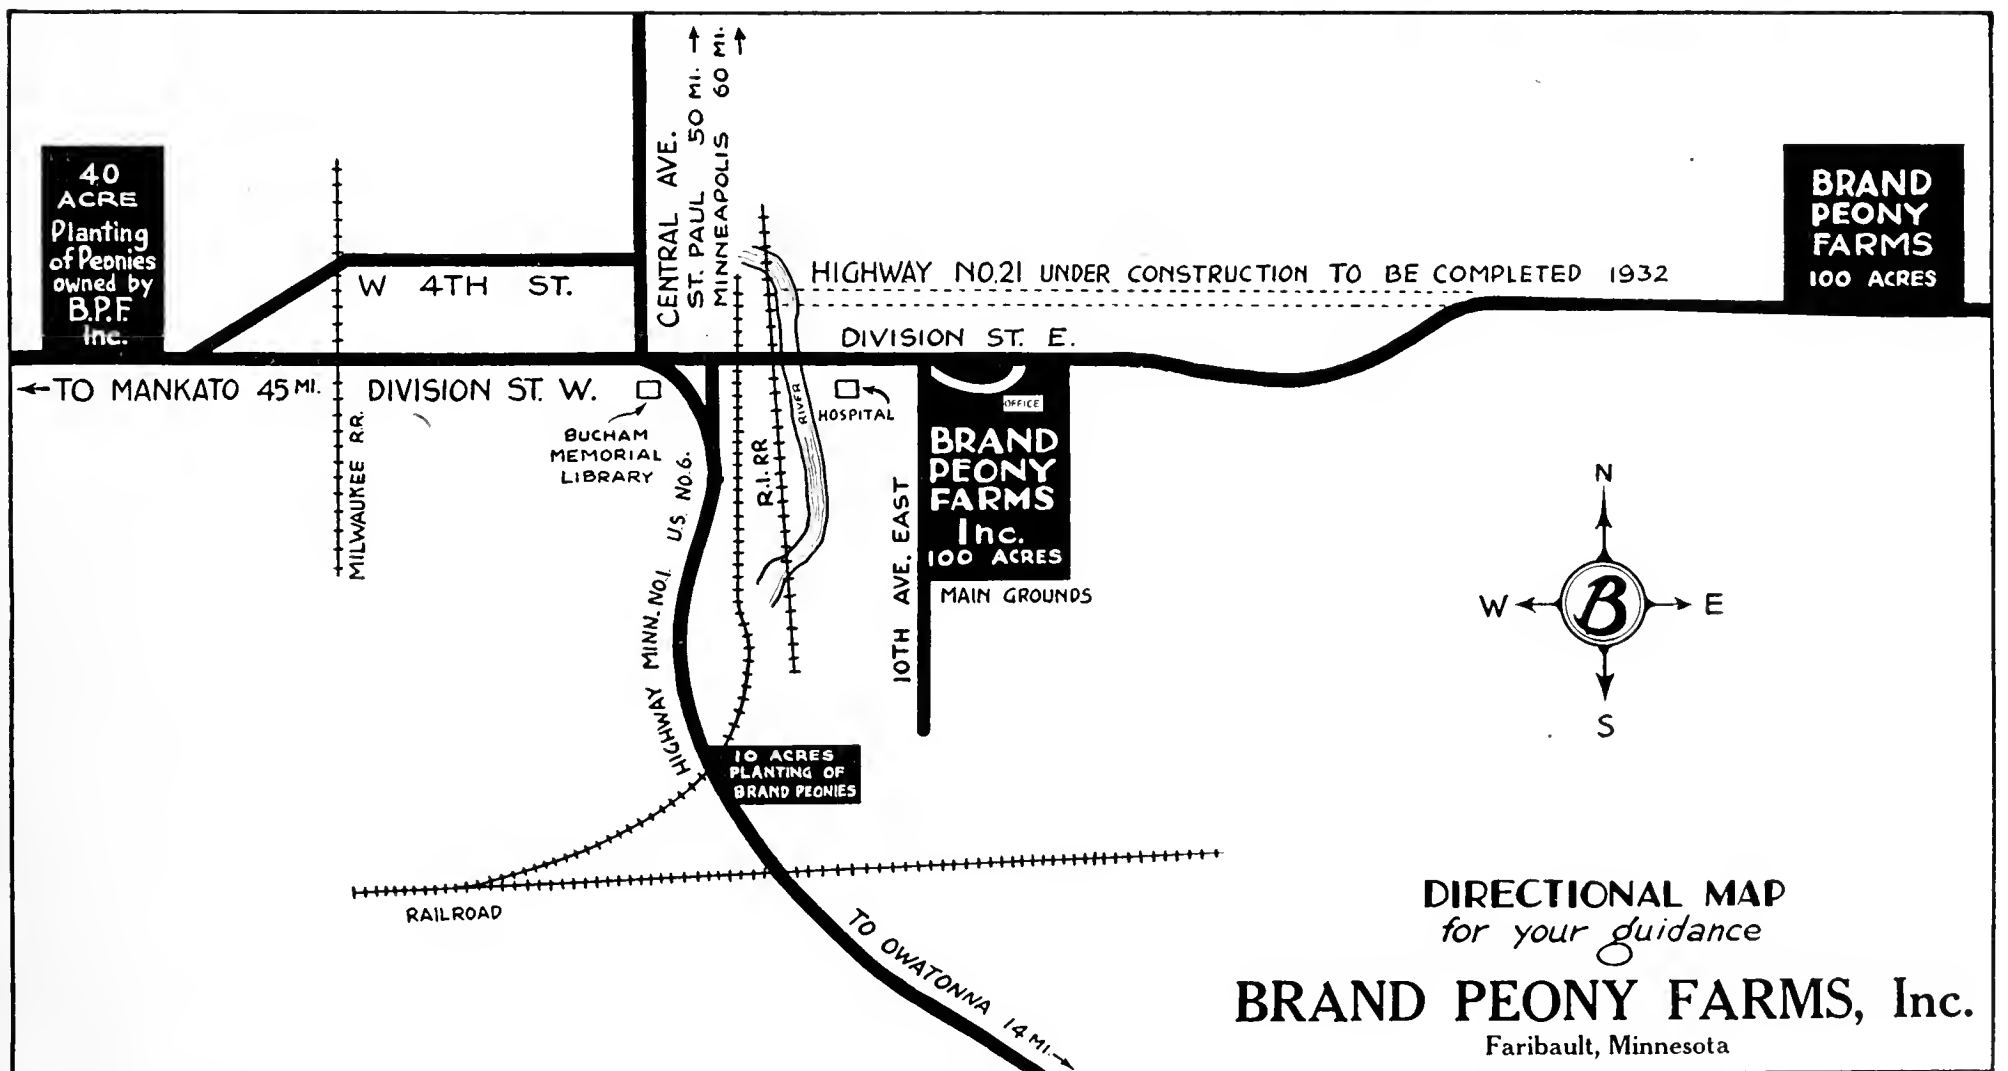 40
ACRE
Planting
of Peonies
owned by
B.P.F.
Inc.
W 4TH ST.
CENTRAL AVE.
ST. PAUL 50 MI. →
MINNEAPOLIS 60 MI. →
HIGHWAY NO.21 UNDER CONSTRUCTION TO BE COMPLETED 1932
DIVISION ST. E.
BRAND
PEONY
FARMS
100 ACRES
←TO MANKATO 45 MI.
DIVISION ST. W.
MILWAUKEE R.R.
BUCHAM
MEMORIAL
LIBRARY
HIGHWAY MINN. NO.1. U.S. NO.6.
R.I. RR
RIVER
HOSPITAL
10TH AVE. EAST
OFFICE
BRAND
PEONY
FARMS
Inc.
100 ACRES
MAIN GROUNDS
N
W
B
E
S
10 ACRES
PLANTING OF
BRAND PEONIES
RAILROAD
TO OWATONNA 14 MI.→
DIRECTIONAL MAP
for your guidance
BRAND PEONY FARMS, Inc.
Faribault, Minnesota